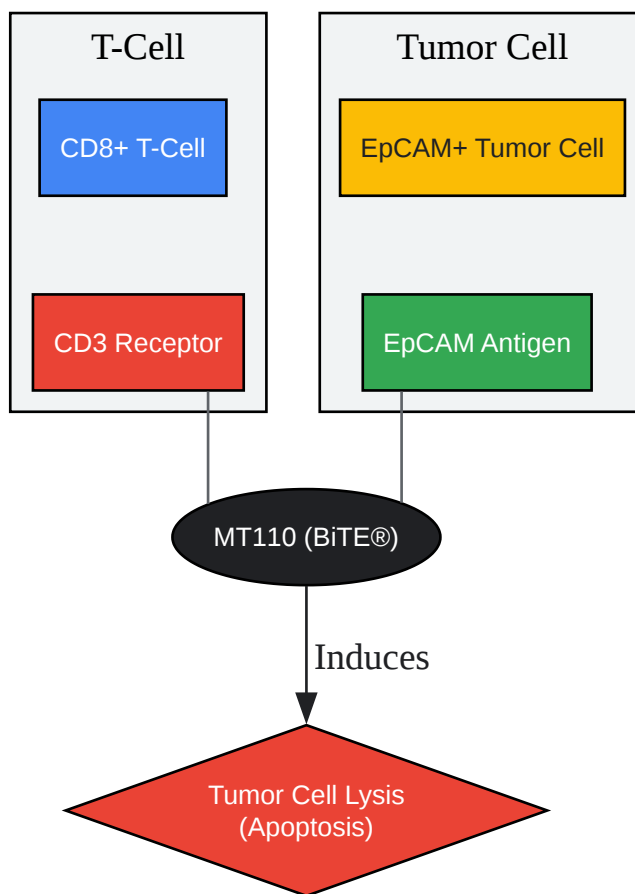 T-Cell
CD8+ T-Cell
CD3 Receptor
Tumor Cell
EpCAM+ Tumor Cell
EpCAM Antigen
MT110 (BiTE®)
Induces
Tumor Cell Lysis
(Apoptosis)